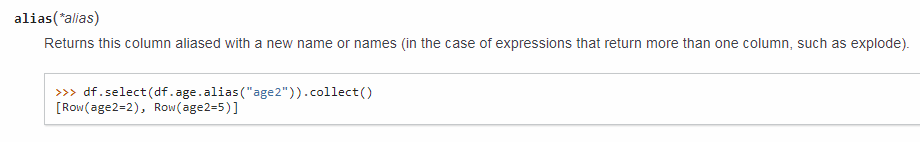 alias(*alias)
Returns this column aliased with a new name or names (in the case of expressions that return more than one column, such as explode).
>>> df.select(df.age.alias("age2")).collect()
[Row(age2=2), Row(age2=5)]